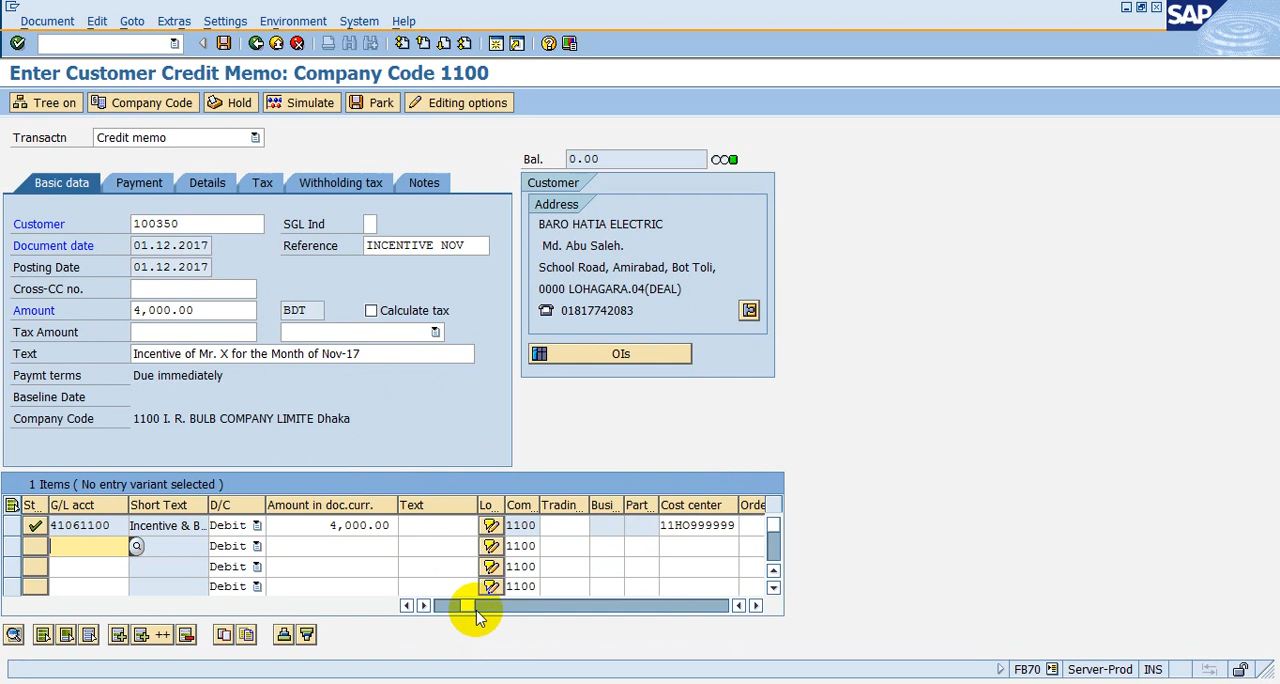 Document Edit Goto Extras Settings Environment System Help
SAP
Enter Customer Credit Memo: Company Code 1100
Tree on Company Code Hold Simulate Park Editing options
Transactn Credit memo
Bal. 0.00
Basic data Payment Details Tax Withholding tax Notes
Customer
Address
Customer 100350 SGL Ind
BARO HATIA ELECTRIC
Document date 01.12.2017 Reference INCENTIVE NOV
Md. Abu Saleh.
Posting Date 01.12.2017
School Road, Amirabad, Bot Toli,
Cross-CC no.
0000 LOHAGARA.04(DEAL)
Amount 4,000.00 BDT Calculate tax
01817742083
Tax Amount
Text Incentive of Mr. X for the Month of Nov-17
OIs
Paymt terms Due immediately
Baseline Date
Company Code 1100 I. R. BULB COMPANY LIMITE Dhaka
1 Items ( No entry variant selected )
St... G/L acct Short Text D/C Amount in doc.curr. Text Lo... Com... Tradin... Busi... Part... Cost center Orde
41061100 Incentive & B... Debit 4,000.00 1100 11HO999999
Debit 1100
Debit 1100
Debit 1100
FB70 Server-Prod INS